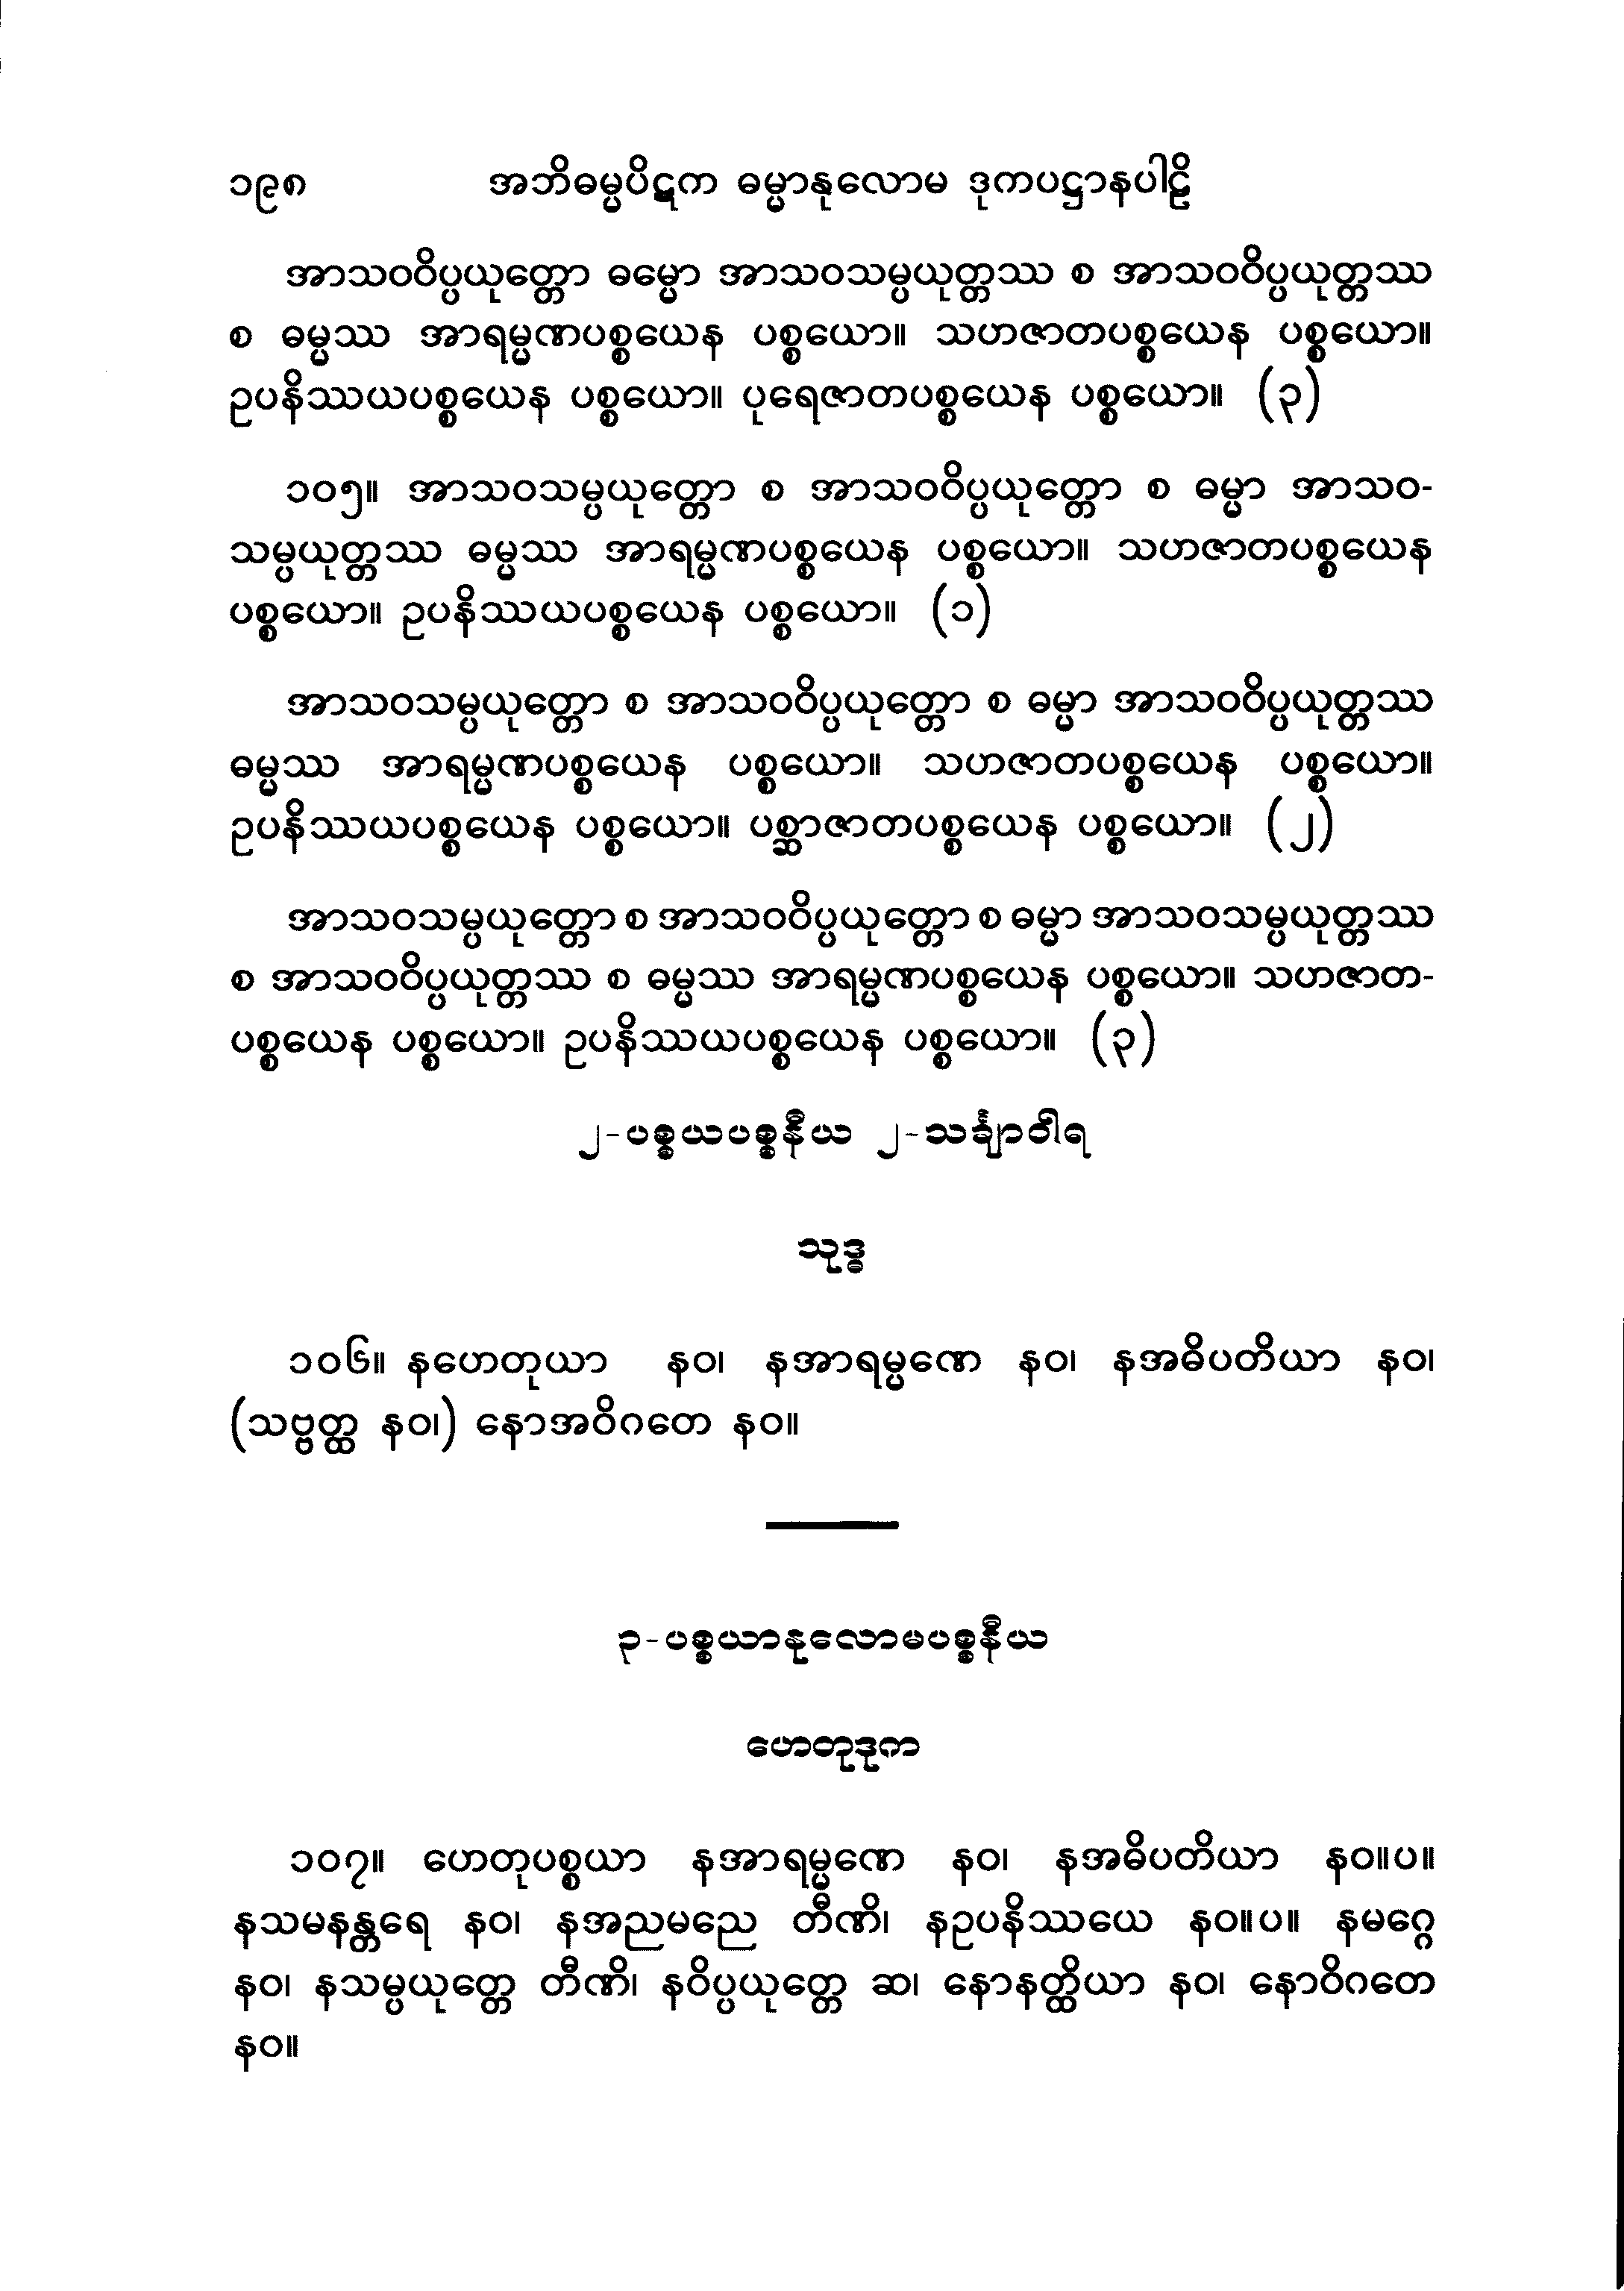 ၁၉၈ အဘိဓမ္မပိဋက ဓမ္မာနုလောမ ဒုကပဋ္ဌာနပါဠိ
အာသဝဝိပ္ပယုတ္တော ဓမ္မော အာသဝသမ္ပယုတ္တဿ စ အာသဝဝိပ္ပယုတ္တဿ
စ ဓမ္မဿ အာရမ္မဏပစ္စယေန ပစ္စယော။ သဟဇာတပစ္စယေန ပစ္စယော။
ဥပနိဿယပစ္စယေန ပစ္စယော။ ပုရေဇာတပစ္စယေန ပစ္စယော။ (၃)
၁၀၅။ အာသဝသမ္ပယုတ္တော စ အာသဝဝိပ္ပယုတ္တော စ ဓမ္မာ အာသဝ-
သမ္ပယုတ္တဿ ဓမ္မဿ အာရမ္မဏပစ္စယေန ပစ္စယော။ သဟဇာတပစ္စယေန
ပစ္စယော။ ဥပနိဿယပစ္စယေန ပစ္စယော။ (၁)
အာသဝသမ္ပယုတ္တော စ အာသဝဝိပ္ပယုတ္တော စ ဓမ္မာ အာသဝဝိပ္ပယုတ္တဿ
ဓမ္မဿ အာရမ္မဏပစ္စယေန ပစ္စယော။ သဟဇာတပစ္စယေန ပစ္စယော။
ဥပနိဿယပစ္စယေန ပစ္စယော။ ပစ္ဆာဇာတပစ္စယေန ပစ္စယော။ (၂)
အာသဝသမ္ပယုတ္တော စ အာသဝဝိပ္ပယုတ္တော စ ဓမ္မာ အာသဝသမ္ပယုတ္တဿ
စ အာသဝဝိပ္ပယုတ္တဿ စ ဓမ္မဿ အာရမ္မဏပစ္စယေန ပစ္စယော။ သဟဇာတ-
ပစ္စယေန ပစ္စယော။ ဥပနိဿယပစ္စယေန ပစ္စယော။ (၃)
၂-ပစ္စယပစ္စနီယ ၂-သင်္ချာဝါရ
သုဒ္ဓ
၁၀၆။ နဟေတုယာ နဝ၊ နအာရမ္မဏေ နဝ၊ နအဓိပတိယာ နဝ၊
(သဗ္ဗတ္ထ နဝ၊) နောအဝိဂတေ နဝ။
၃-ပစ္စယာနုလောမပစ္စနီယ
ဟေတုဒုက
၁၀၇။ ဟေတုပစ္စယာ နအာရမ္မဏေ နဝ၊ နအဓိပတိယာ နဝ။ပ။
နသမနန္တရေ နဝ၊ နအညမညေ တီဏိ၊ နဥပနိဿယေ နဝ။ပ။ နမဂ္ဂေ
နဝ၊ နသမ္ပယုတ္တေ တီဏိ၊ နဝိပ္ပယုတ္တေ ဆ၊ နောနတ္ထိယာ နဝ၊ နောဝိဂတေ
နဝ။